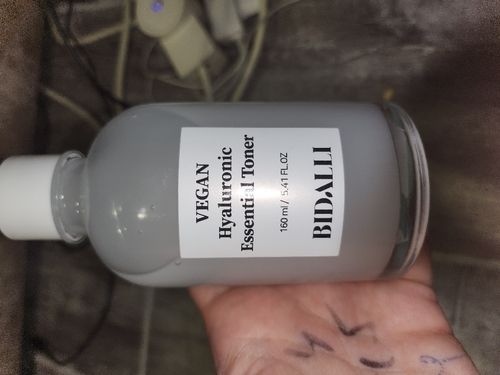 VEGAN
Hyaluronic
Essential Toner
160 ml / 5.41 FL.OZ
BIDALLI